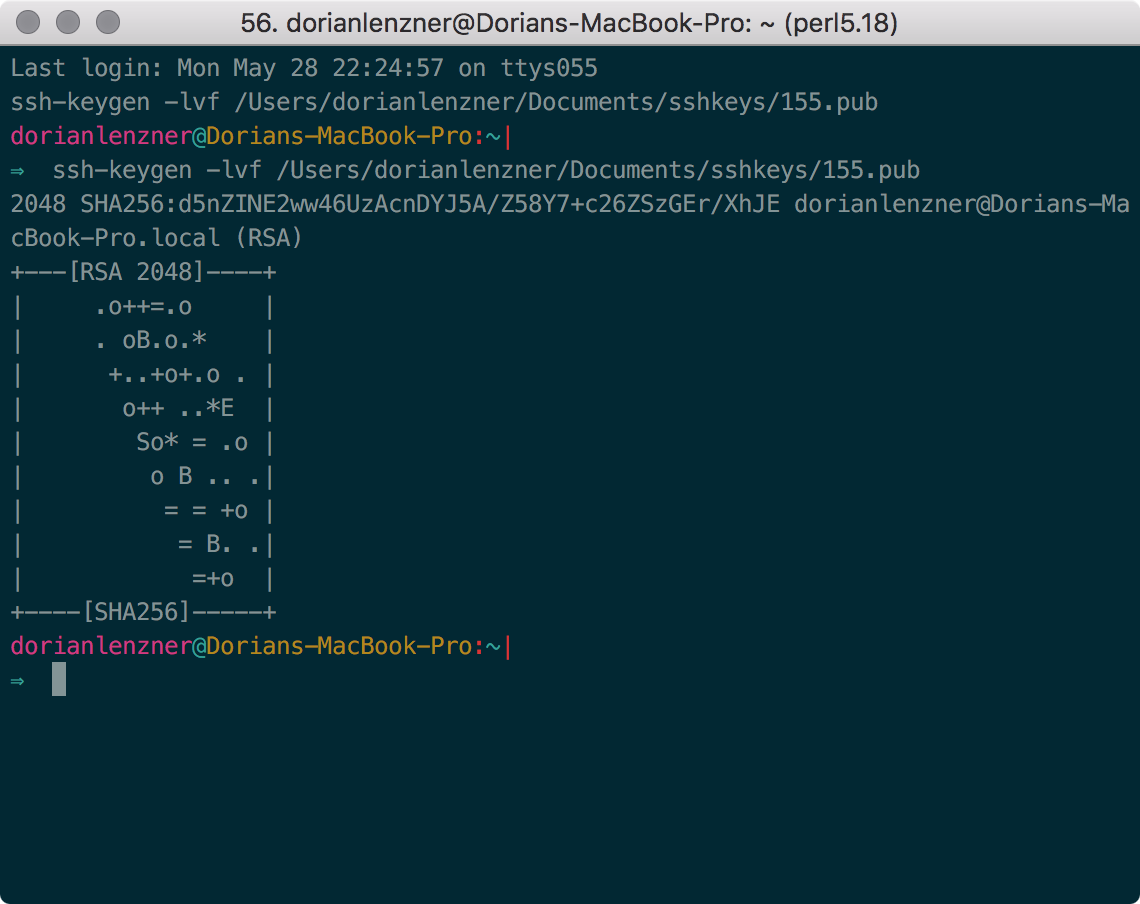 56. dorianlenzner@Dorians-MacBook-Pro: ~ (perl5.18)
Last login: Mon May 28 22:24:57 on ttys055
ssh-keygen -lvf /Users/dorianlenzner/Documents/sshkeys/155.pub
dorianlenzner@Dorians-MacBook-Pro:~|
⇒  ssh-keygen -lvf /Users/dorianlenzner/Documents/sshkeys/155.pub
2048 SHA256:d5nZINE2ww46UzAcnDYJ5A/Z58Y7+c26ZSzGEr/XhJE dorianlenzner@Dorians-Ma
cBook-Pro.local (RSA)
+---[RSA 2048]----+
|     .o++=.o     |
|     . oB.o.*    |
|      +..+o+.o . |
|       o++ ..*E  |
|        So* = .o |
|         o B .. .|
|          = = +o |
|           = B. .|
|            =+o  |
+----[SHA256]-----+
dorianlenzner@Dorians-MacBook-Pro:~|
⇒